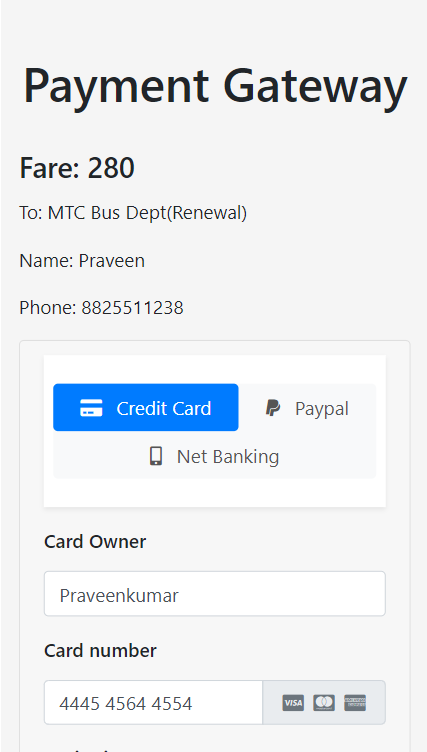 Payment Gateway
Fare: 280
To: MTC Bus Dept(Renewal)
Name: Praveen
Phone: 8825511238
Credit Card
Paypal
Net Banking
Card Owner
Praveenkumar
Card number
4445 4564 4554
VISA